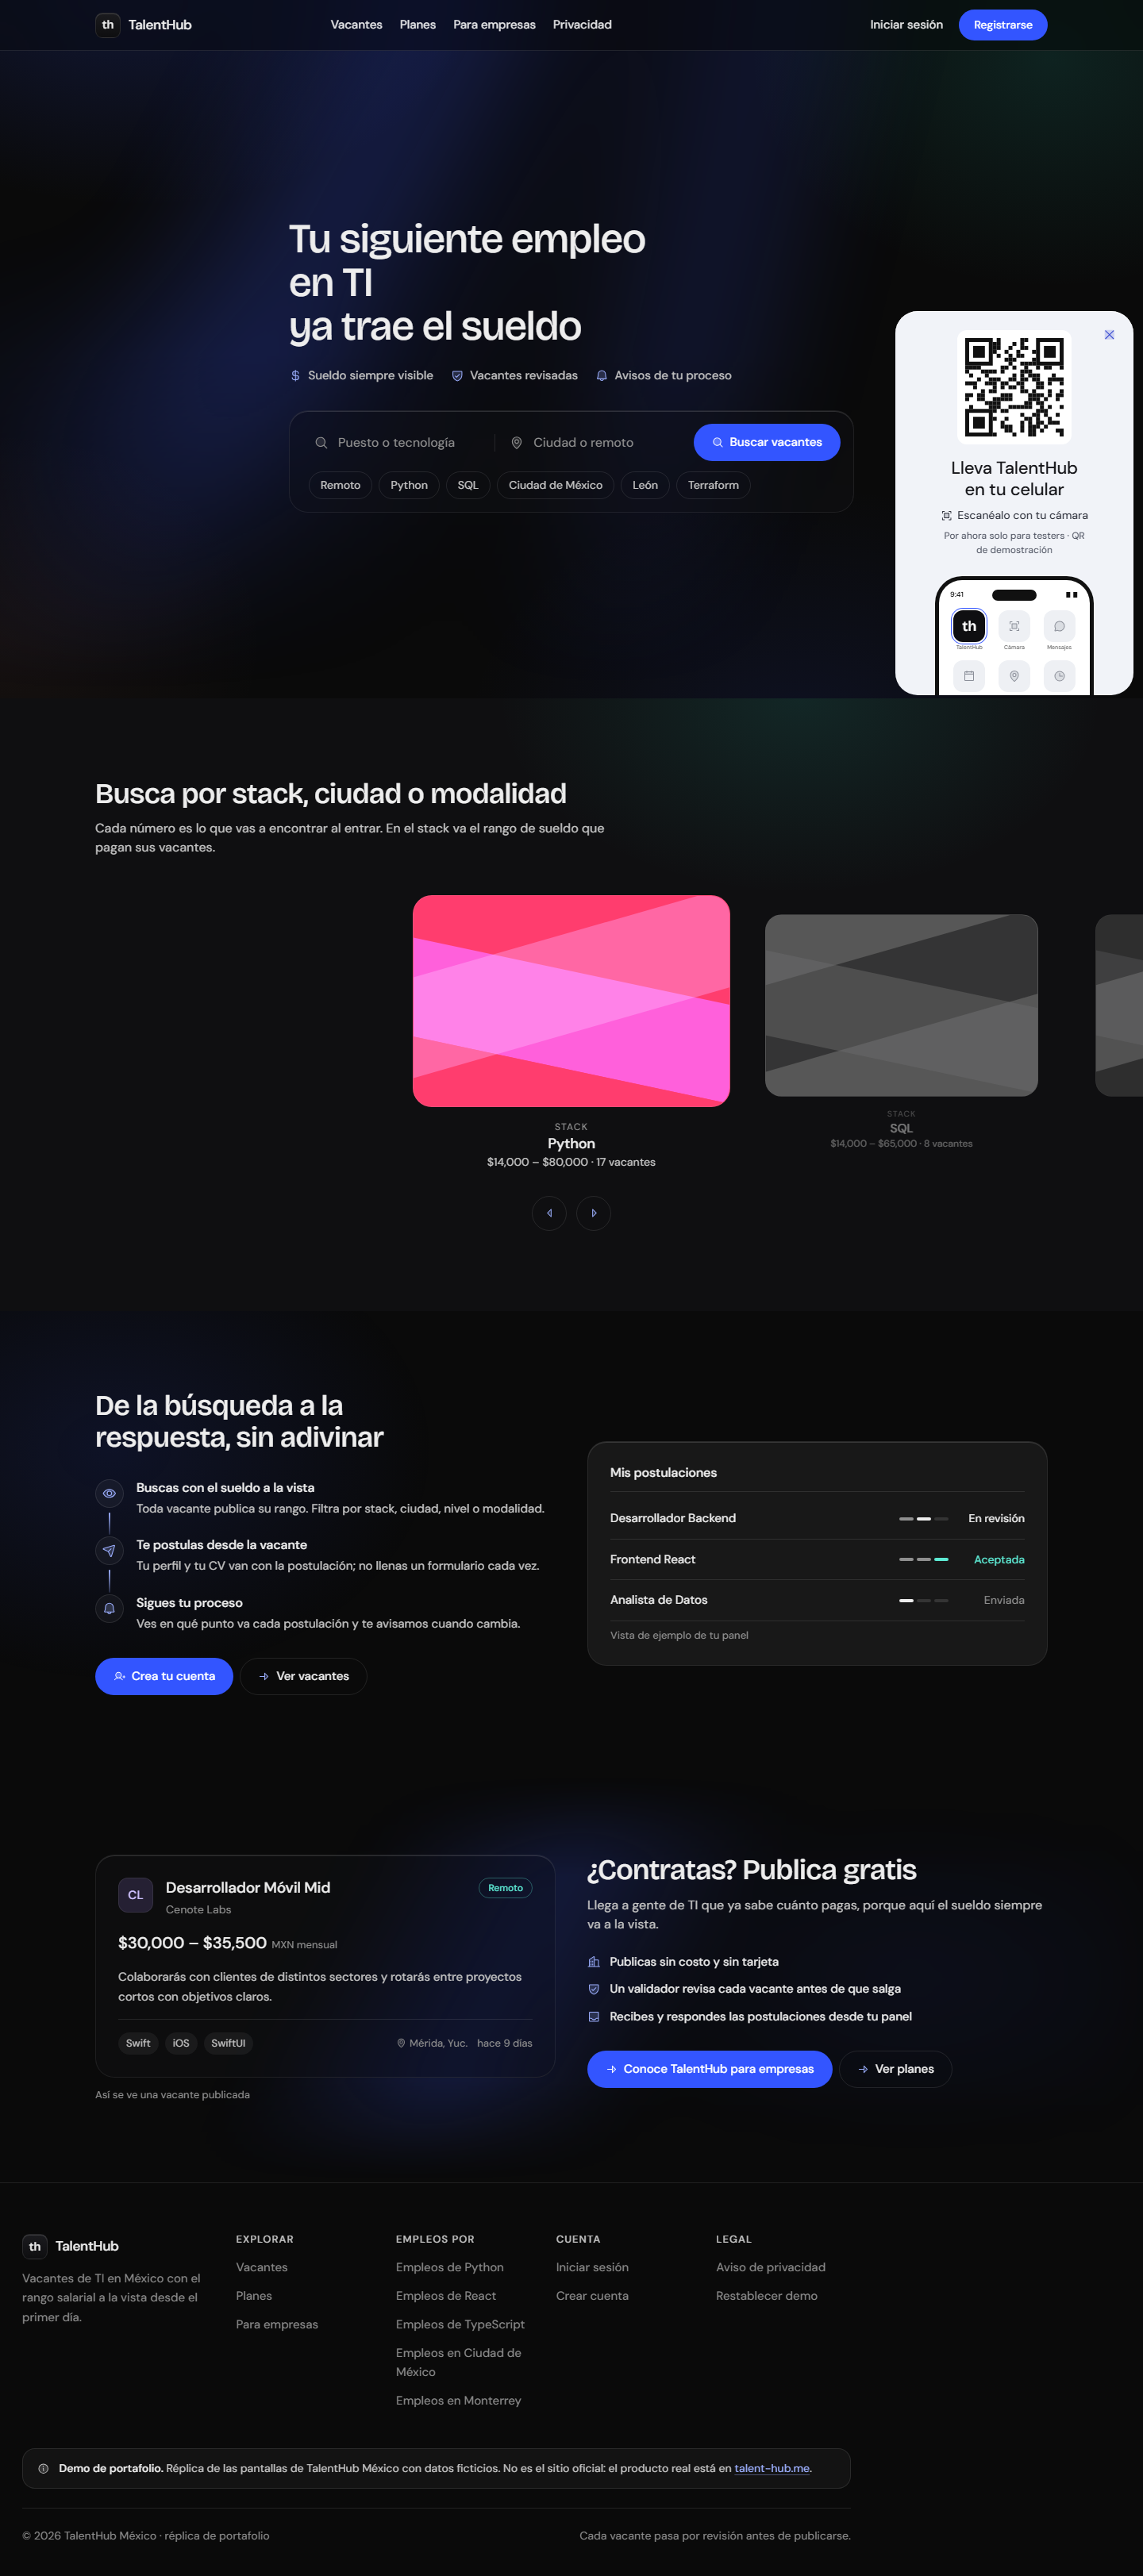 th TalentHub
Vacantes Planes Para empresas Privacidad
Iniciar sesión Registrarse
Tu siguiente empleo
en TI
ya trae el sueldo
Sueldo siempre visible Vacantes revisadas Avisos de tu proceso
Puesto o tecnología Ciudad o remoto Buscar vacantes
Remoto Python SQL Ciudad de México León Terraform
Lleva TalentHub
en tu celular
Escanéalo con tu cámara
Por ahora solo para testers · QR
de demostración
9:41
th
TalentHub Cámara Mensajes
Busca por stack, ciudad o modalidad
Cada número es lo que vas a encontrar al entrar. En el stack va el rango de sueldo que
pagan sus vacantes.
STACK
Python
$14,000 – $80,000 · 17 vacantes
STACK
SQL
$14,000 – $65,000 · 8 vacantes
De la búsqueda a la
respuesta, sin adivinar
Buscas con el sueldo a la vista
Toda vacante publica su rango. Filtra por stack, ciudad, nivel o modalidad.
Te postulas desde la vacante
Tu perfil y tu CV van con la postulación; no llenas un formulario cada vez.
Sigues tu proceso
Ves en qué punto va cada postulación y te avisamos cuando cambia.
Crea tu cuenta Ver vacantes
Mis postulaciones
Desarrollador Backend En revisión
Frontend React Aceptada
Analista de Datos Enviada
Vista de ejemplo de tu panel
CL Desarrollador Móvil Mid Remoto
Cenote Labs
$30,000 – $35,500 MXN mensual
Colaborarás con clientes de distintos sectores y rotarás entre proyectos
cortos con objetivos claros.
Swift iOS SwiftUI Mérida, Yuc. hace 9 días
Así se ve una vacante publicada
¿Contratas? Publica gratis
Llega a gente de TI que ya sabe cuánto pagas, porque aquí el sueldo siempre
va a la vista.
Publicas sin costo y sin tarjeta
Un validador revisa cada vacante antes de que salga
Recibes y respondes las postulaciones desde tu panel
Conoce TalentHub para empresas Ver planes
th TalentHub
Vacantes de TI en México con el
rango salarial a la vista desde el
primer día.
EXPLORAR
Vacantes
Planes
Para empresas
EMPLEOS POR
Empleos de Python
Empleos de React
Empleos de TypeScript
Empleos en Ciudad de
México
Empleos en Monterrey
CUENTA
Iniciar sesión
Crear cuenta
LEGAL
Aviso de privacidad
Restablecer demo
Demo de portafolio. Réplica de las pantallas de TalentHub México con datos ficticios. No es el sitio oficial: el producto real está en talent-hub.me.
© 2026 TalentHub México · réplica de portafolio
Cada vacante pasa por revisión antes de publicarse.